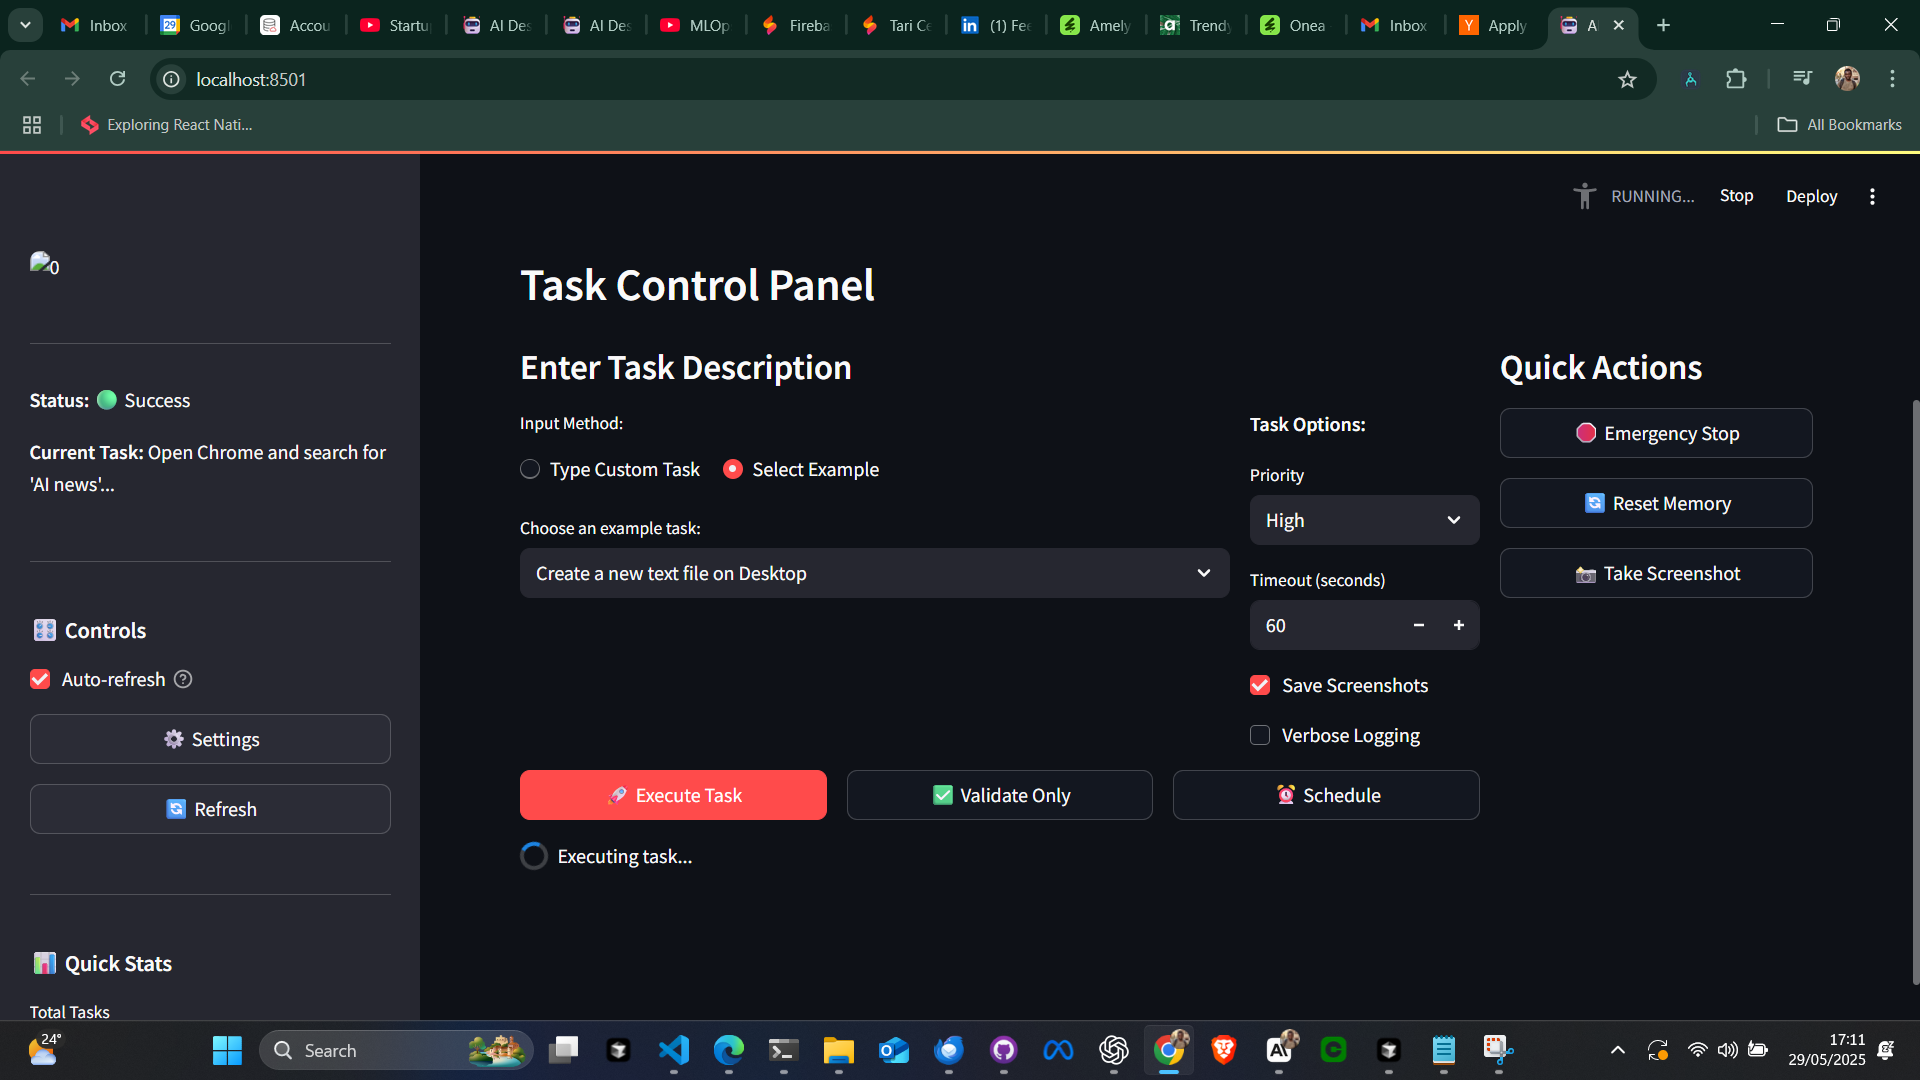 Inbox
Googl
Accou
Startu
AI Des
AI Des
MLOp
Fireba
Tari Ce
(1) Fee
Amely
Trendy
Onea
Inbox
Apply
A
localhost:8501
Exploring React Nati...
All Bookmarks
RUNNING...
Stop
Deploy
0
Status: Success
Current Task: Open Chrome and search for
'AI news'...
Controls
Auto-refresh
Settings
Refresh
Quick Stats
Total Tasks
Task Control Panel
Enter Task Description
Input Method:
Type Custom Task
Select Example
Choose an example task:
Create a new text file on Desktop
Task Options:
Priority
High
Timeout (seconds)
60
Save Screenshots
Verbose Logging
Execute Task
Validate Only
Schedule
Executing task...
Quick Actions
Emergency Stop
Reset Memory
Take Screenshot
24°
Search
17:11
29/05/2025